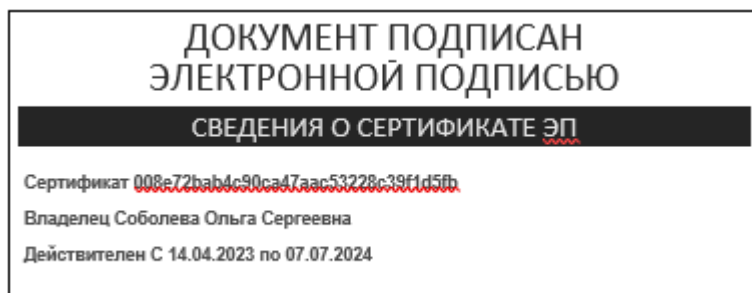 ДОКУМЕНТ ПОДПИСАН
ЭЛЕКТРОННОЙ ПОДПИСЬЮ
СВЕДЕНИЯ О СЕРТИФИКАТЕ ЭП
Сертификат 008e72bab4c90ca47aac53228c39f1d5fb
Владелец Соболева Ольга Сергеевна
Действителен С 14.04.2023 по 07.07.2024